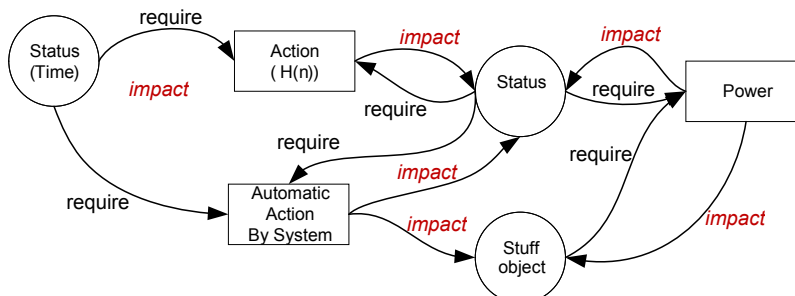 require
Status
(Time)
impact
Action
( H(n))
impact
require
Status
impact
require
Power
require
require
Automatic
Action
By System
impact
impact
require
Stuff
object
impact